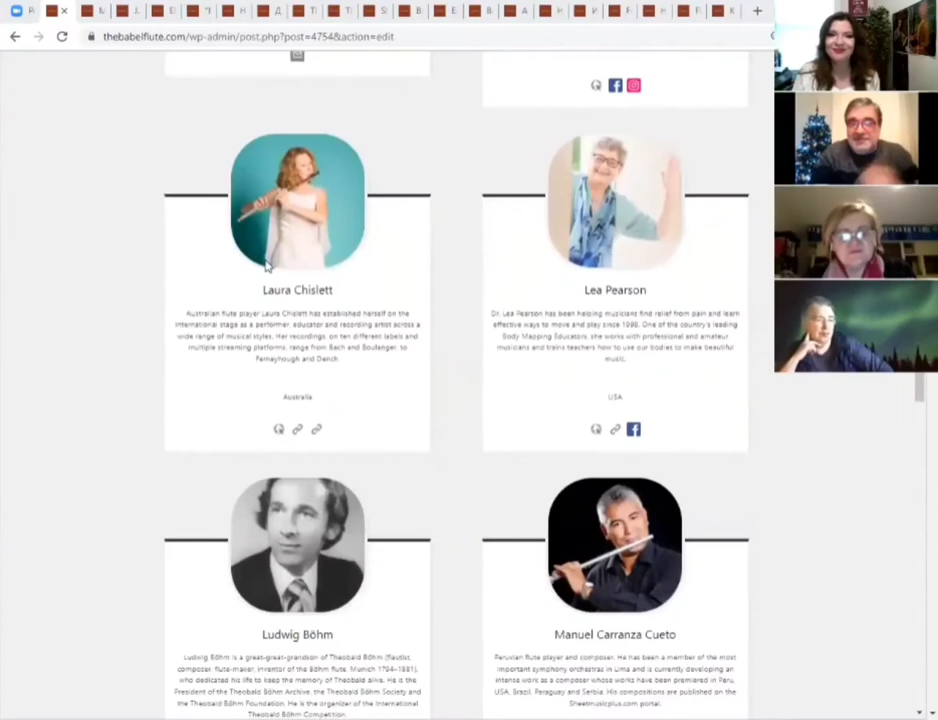 thebabelflute.com/wp-admin/post.php?post=4754&action=edit
Laura Chislett
Australian flute player Laura Chislett has established herself on the
international stage as a performer, educator and recording artist across a
wide range of musical styles. Her recordings, on ten different labels and
multiple streaming platforms, range from Bach and Boulanger, to
Ferneyhough and Dench.
Australia
Lea Pearson
Dr. Lea Pearson has been helping musicians find relief from pain and learn
effective ways to move and play since 1998. One of the country's leading
Body Mapping Educators, she works with professional and amateur
musicians and trains teachers how to use our bodies to make beautiful
music.
USA
Ludwig Böhm
Ludwig Böhm is a great-great-grandson of Theobald Böhm (flautist,
composer, flute-maker, inventor of the Böhm flute, Munich 1794-1881),
who dedicated his life to keep the memory of Theobald alive. He is the
President of the Theobald Böhm Archive, the Theobald Böhm Society and
the Theobald Böhm Foundation. He is the organizer of the International
Theobald Böhm Competition.
Manuel Carranza Cueto
Peruvian flute player and composer. He has been a member of the most
important symphony orchestras in Lima and is currently developing an
intense work as a composer whose works have been premiered in Peru,
USA, Brazil, Paraguay and Serbia. His compositions are published on the
Sheetmusicplus.com portal.